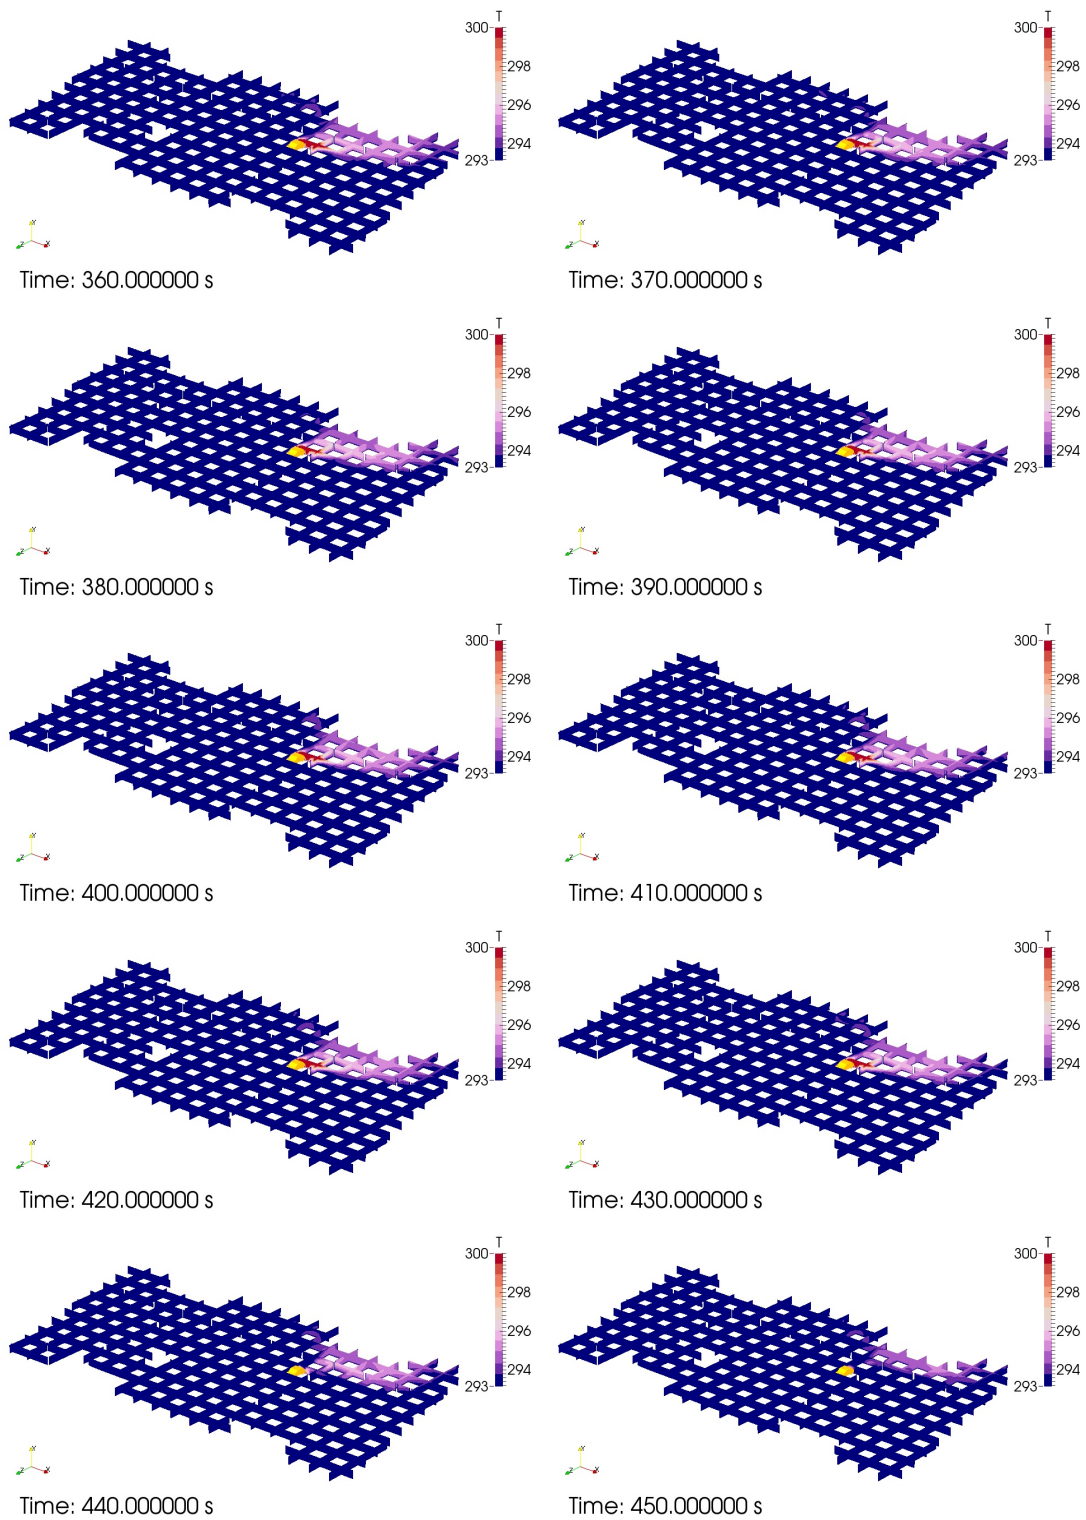 T T
300 300
298 298
296 296
294 294
293 293
Y Y
Z X Z X
Time: 360.000000 s Time: 370.000000 s
T T
300 300
298 298
296 296
294 294
293 293
Y Y
Z X Z X
Time: 380.000000 s Time: 390.000000 s
T T
300 300
298 298
296 296
294 294
293 293
Y Y
Z X Z X
Time: 400.000000 s Time: 410.000000 s
T T
300 300
298 298
296 296
294 294
293 293
Y Y
Z X Z X
Time: 420.000000 s Time: 430.000000 s
T T
300 300
298 298
296 296
294 294
293 293
Y Y
Z X Z X
Time: 440.000000 s Time: 450.000000 s